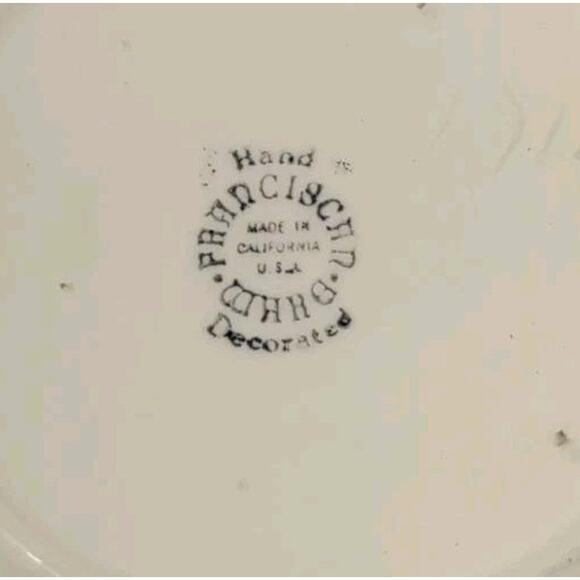 Hand
FRANCISCAN
MADE IN
CALIFORNIA
U.S.A.
WARE
Decorated